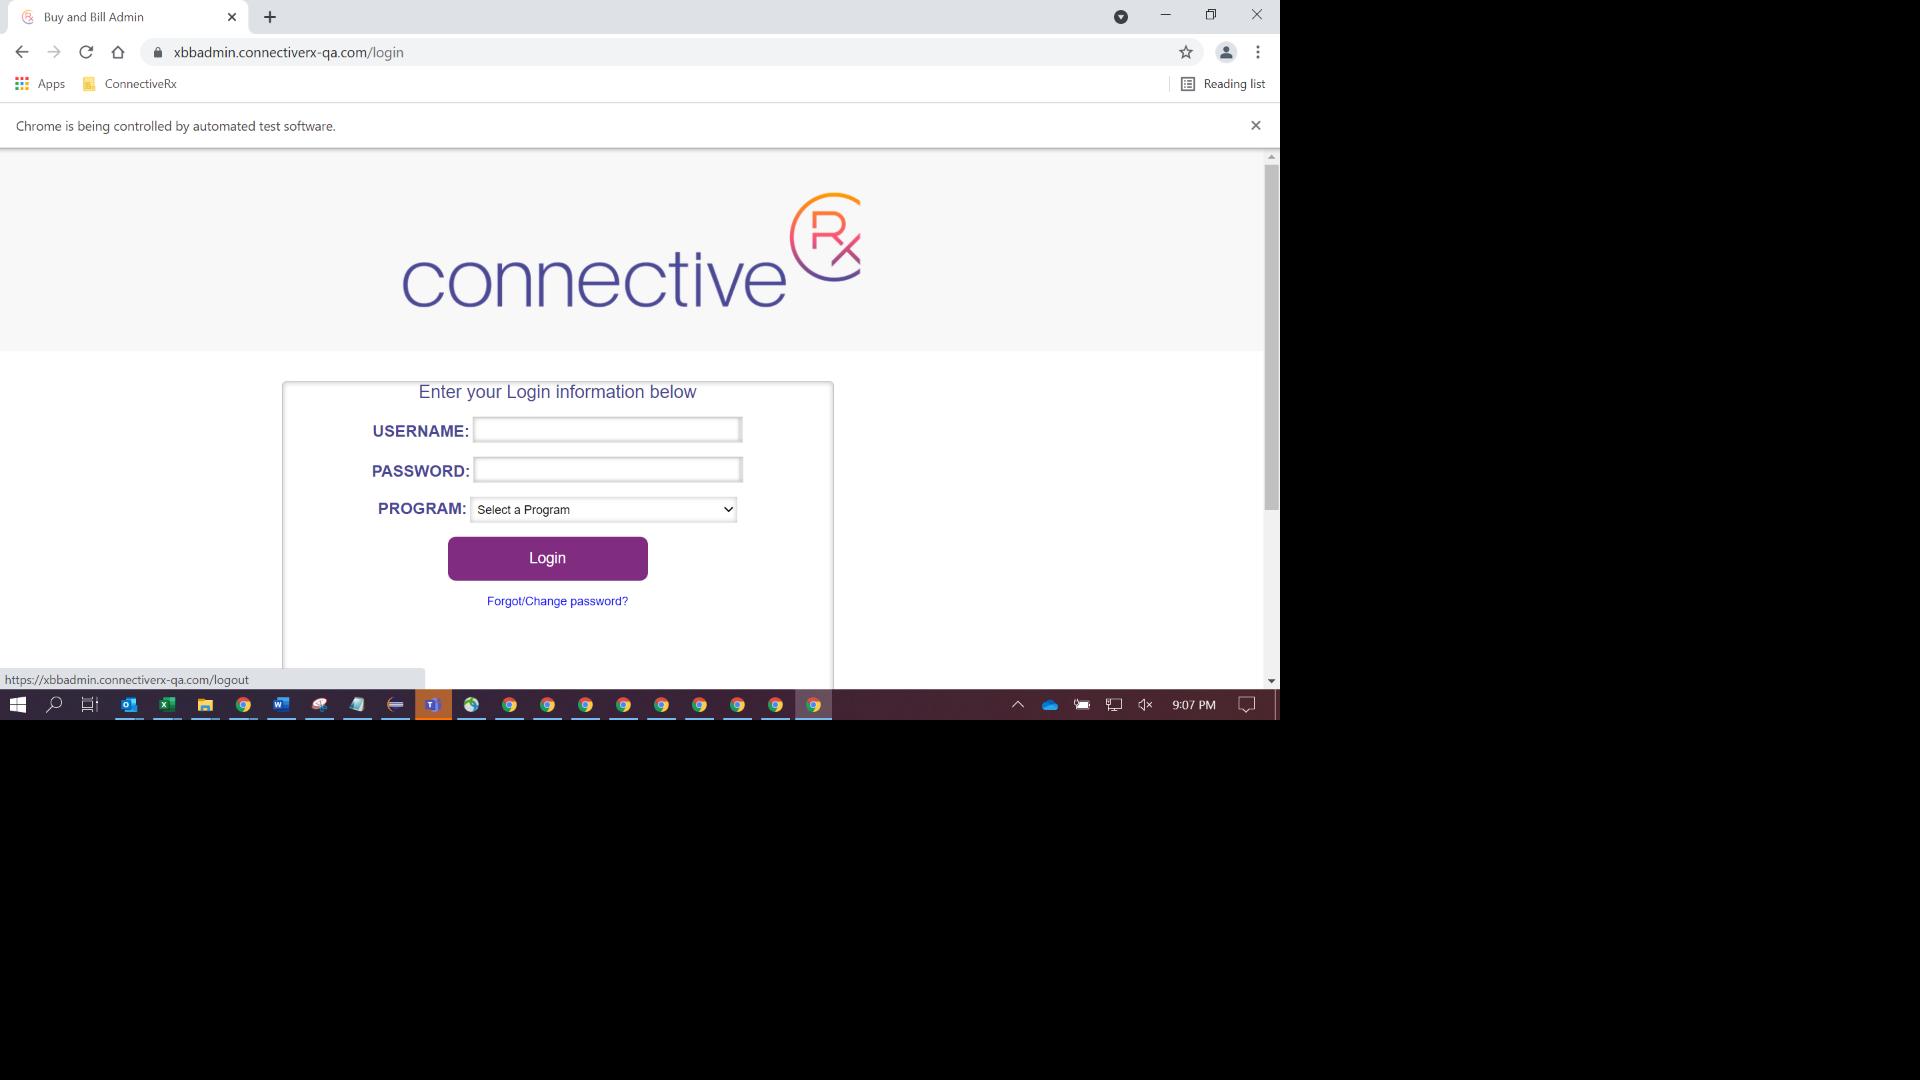 Buy and Bill Admin
xbbadmin.connectiverx-qa.com/login
Apps
ConnectiveRx
Reading list
Chrome is being controlled by automated test software.
connective Rx
Enter your Login information below
USERNAME:
PASSWORD:
PROGRAM: Select a Program
Login
Forgot/Change password?
https://xbbadmin.connectiverx-qa.com/logout
9:07 PM